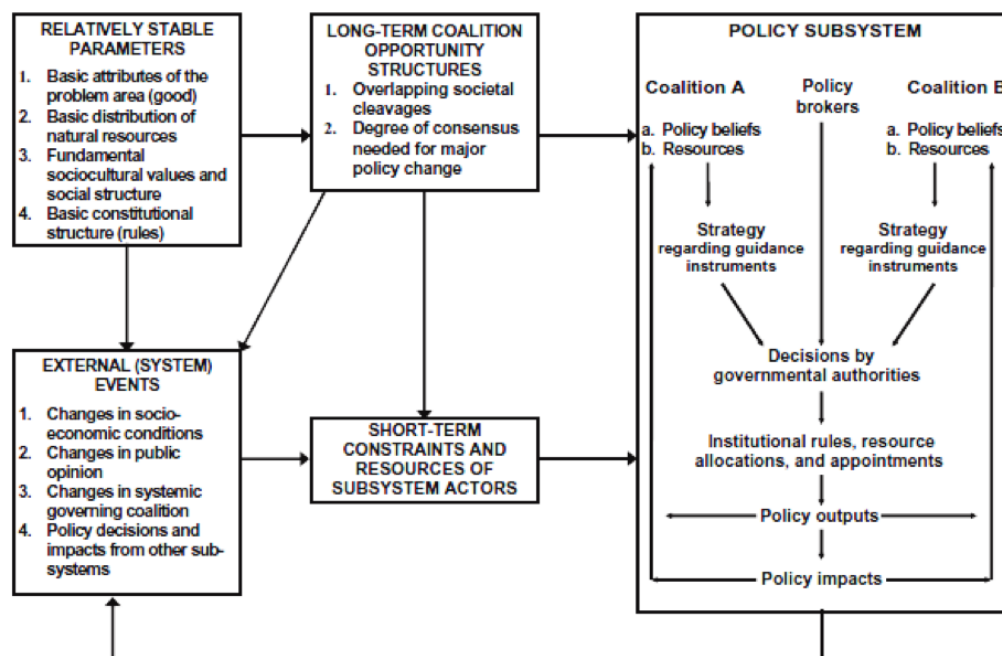 RELATIVELY STABLE
PARAMETERS
1. Basic attributes of the
problem area (good)
2. Basic distribution of
natural resources
3. Fundamental
sociocultural values and
social structure
4. Basic constitutional
structure (rules)
LONG-TERM COALITION
OPPORTUNITY
STRUCTURES
1. Overlapping societal
cleavages
2. Degree of consensus
needed for major
policy change
EXTERNAL (SYSTEM)
EVENTS
1. Changes in socio-
economic conditions
2. Changes in public
opinion
3. Changes in systemic
governing coalition
4. Policy decisions and
impacts from other sub-
systems
SHORT-TERM
CONSTRAINTS AND
RESOURCES OF
SUBSYSTEM ACTORS
POLICY SUBSYSTEM
Coalition A
a. Policy beliefs
b. Resources
Strategy
regarding guidance
instruments
Policy
brokers
Coalition B
a. Policy beliefs
b. Resources
Strategy
regarding guidance
instruments
Decisions by
governmental authorities
Institutional rules, resource
allocations, and appointments
Policy outputs
Policy impacts